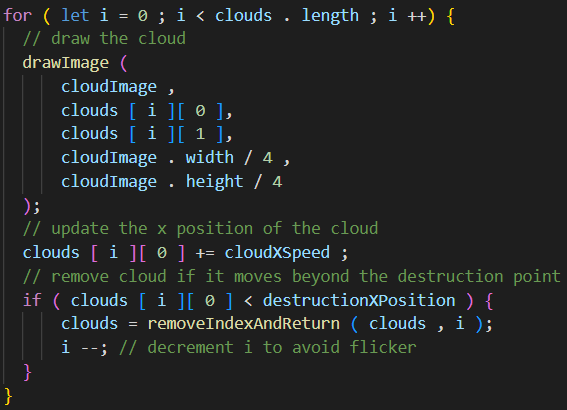 for ( let i = 0 ; i < clouds . length ; i ++) {
  // draw the cloud
  drawImage (
      cloudImage ,
      clouds [ i ][ 0 ],
      clouds [ i ][ 1 ],
      cloudImage . width / 4 ,
      cloudImage . height / 4
  );
  // update the x position of the cloud
  clouds [ i ][ 0 ] += cloudXSpeed ;
  // remove cloud if it moves beyond the destruction point
  if ( clouds [ i ][ 0 ] < destructionXPosition ) {
      clouds = removeIndexAndReturn ( clouds , i );
      i --; // decrement i to avoid flicker
  }
}